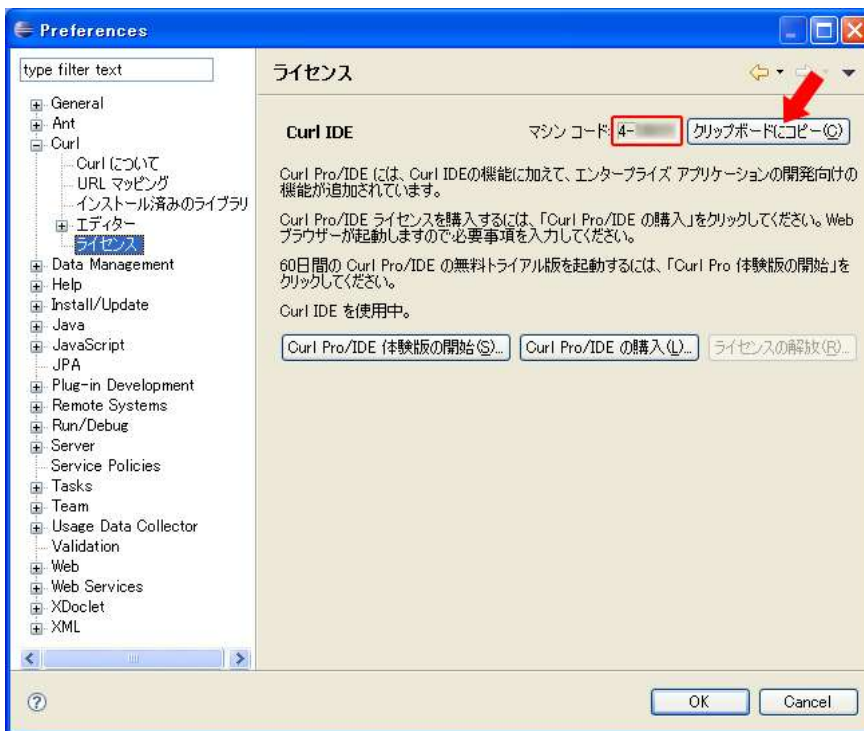 Preferences
type filter text
General
Ant
Curl
Curl について
URL マッピング
インストール済みのライブラリ
エディター
ライセンス
Data Management
Help
Install/Update
Java
JavaScript
JPA
Plug-in Development
Remote Systems
Run/Debug
Server
Service Policies
Tasks
Team
Usage Data Collector
Validation
Web
Web Services
XDoclet
XML
ライセンス
Curl IDE
マシン コード: 4-
クリップボードにコピー(C)
Curl Pro/IDE には、Curl IDEの機能に加えて、エンタープライズ アプリケーションの開発向けの
機能が追加されています。
Curl Pro/IDE ライセンスを購入するには、「Curl Pro/IDE の購入」をクリックしてください。Web
ブラウザーが起動しますので必要事項を入力してください。
60日間の Curl Pro/IDE の無料トライアル版を起動するには、「Curl Pro 体験版の開始」を
クリックしてください。
Curl IDE を使用中。
Curl Pro/IDE 体験版の開始(S)...
Curl Pro/IDE の購入(L)...
ライセンスの解放(R)...
OK
Cancel